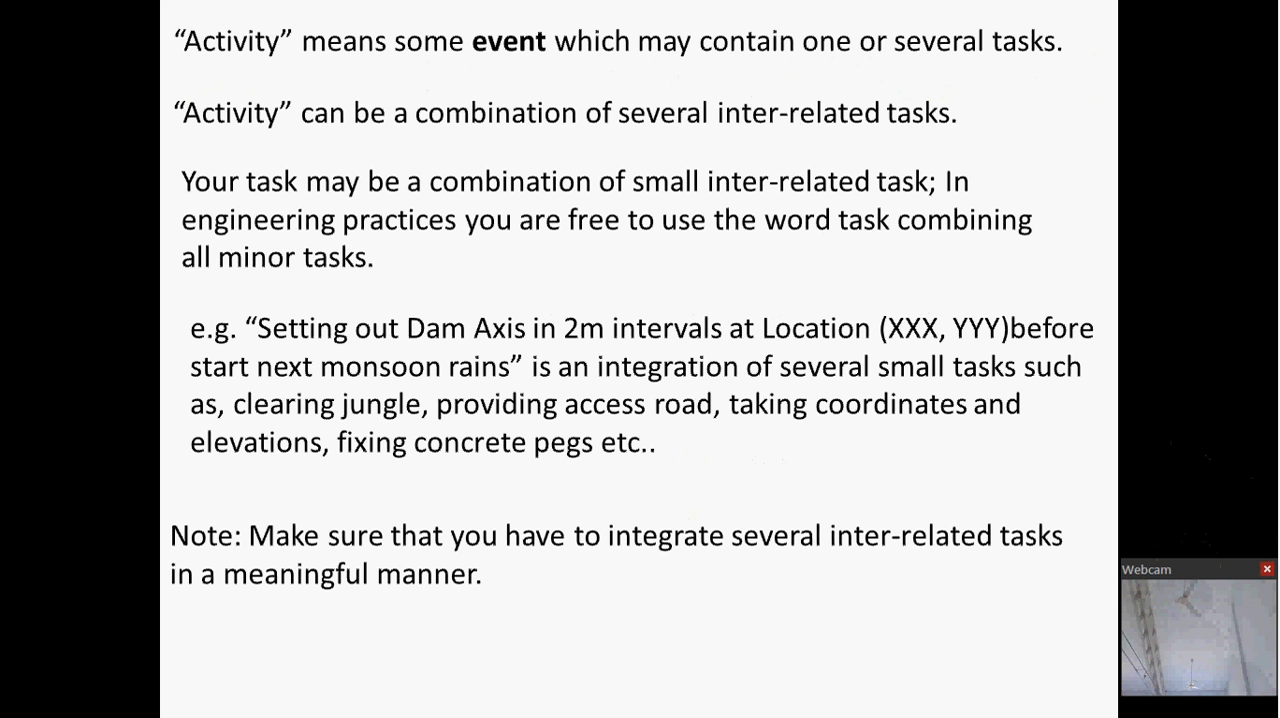 “Activity” means some event which may contain one or several tasks.
“Activity” can be a combination of several inter-related tasks.
Your task may be a combination of small inter-related task; In
engineering practices you are free to use the word task combining
all minor tasks.
e.g. “Setting out Dam Axis in 2m intervals at Location (XXX, YYY)before
start next monsoon rains” is an integration of several small tasks such
as, clearing jungle, providing access road, taking coordinates and
elevations, fixing concrete pegs etc..
Note: Make sure that you have to integrate several inter-related tasks
in a meaningful manner.
Webcam